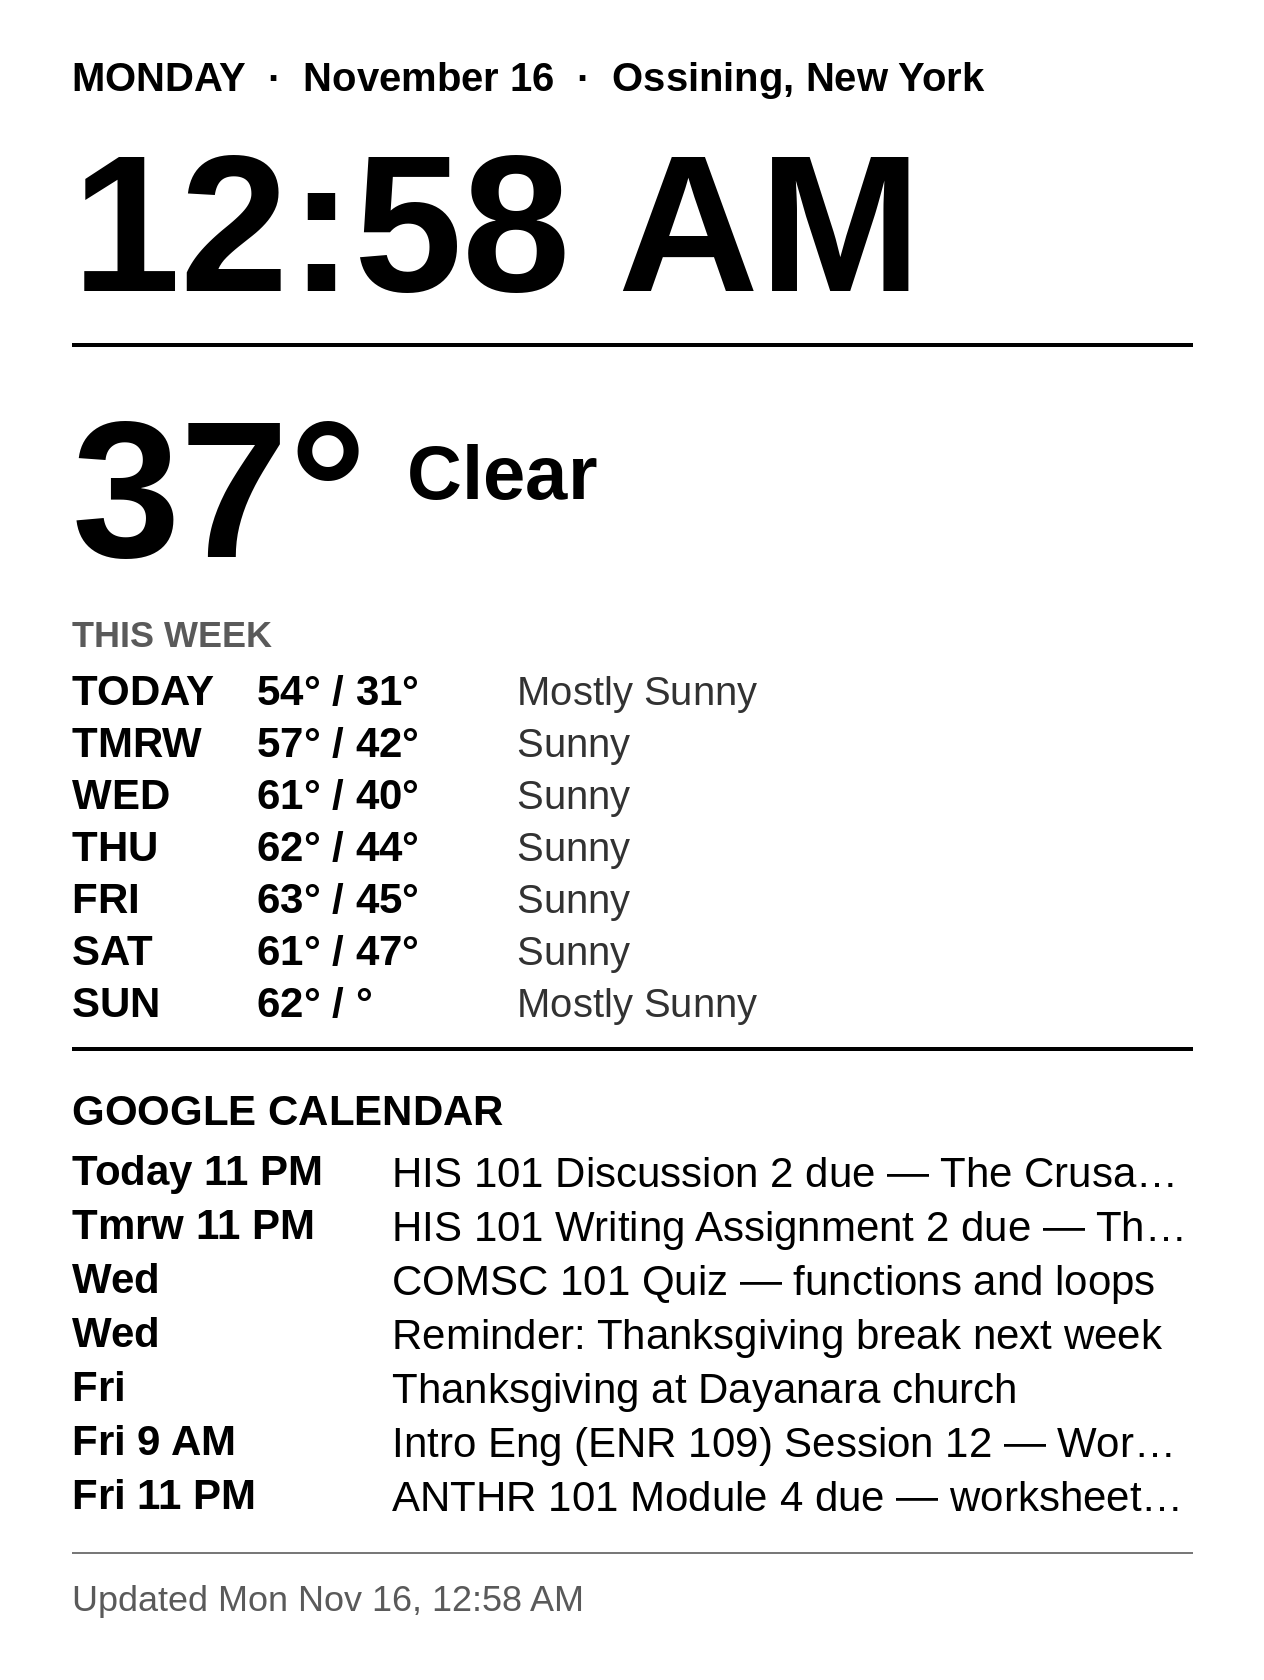 MONDAY · November 16 · Ossining, New York
12:58 AM
37° Clear
THIS WEEK
TODAY 54° / 31° Mostly Sunny
TMRW 57° / 42° Sunny
WED 61° / 40° Sunny
THU 62° / 44° Sunny
FRI 63° / 45° Sunny
SAT 61° / 47° Sunny
SUN 62° / ° Mostly Sunny
GOOGLE CALENDAR
Today 11 PM HIS 101 Discussion 2 due — The Crusa…
Tmrw 11 PM HIS 101 Writing Assignment 2 due — Th…
Wed COMSC 101 Quiz — functions and loops
Wed Reminder: Thanksgiving break next week
Fri Thanksgiving at Dayanara church
Fri 9 AM Intro Eng (ENR 109) Session 12 — Wor…
Fri 11 PM ANTHR 101 Module 4 due — worksheet…
Updated Mon Nov 16, 12:58 AM